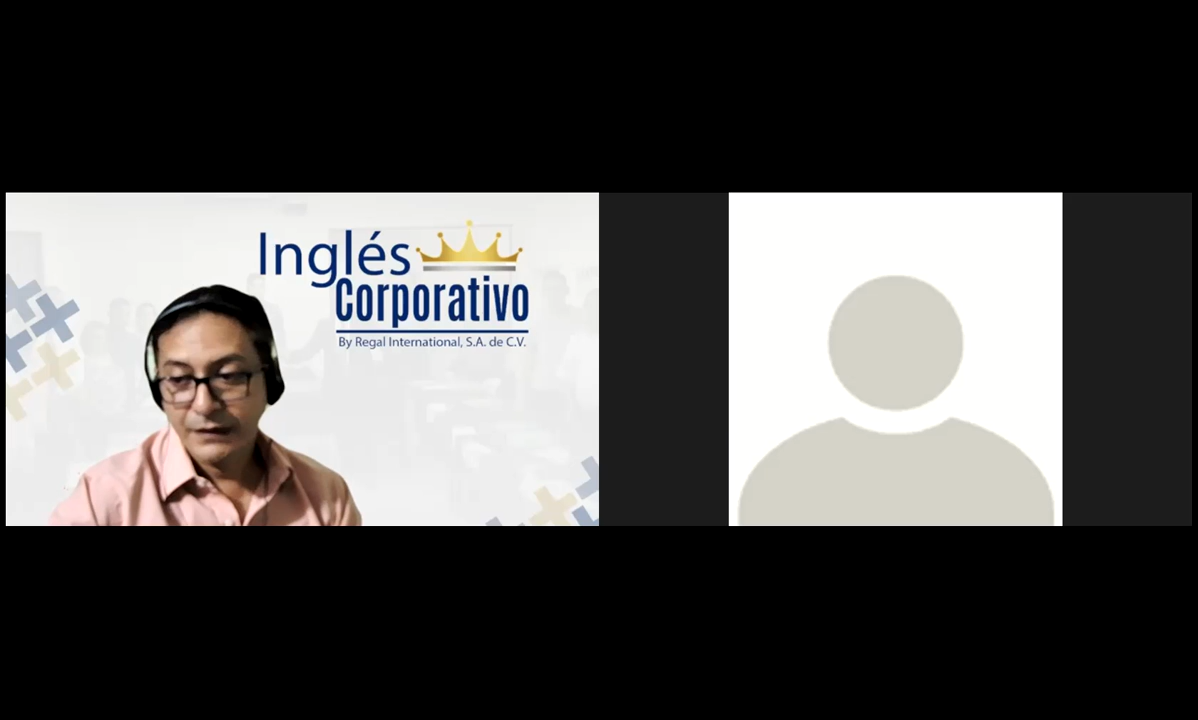 Inglés
Corporativo
By Regal International, S.A. de C.V.